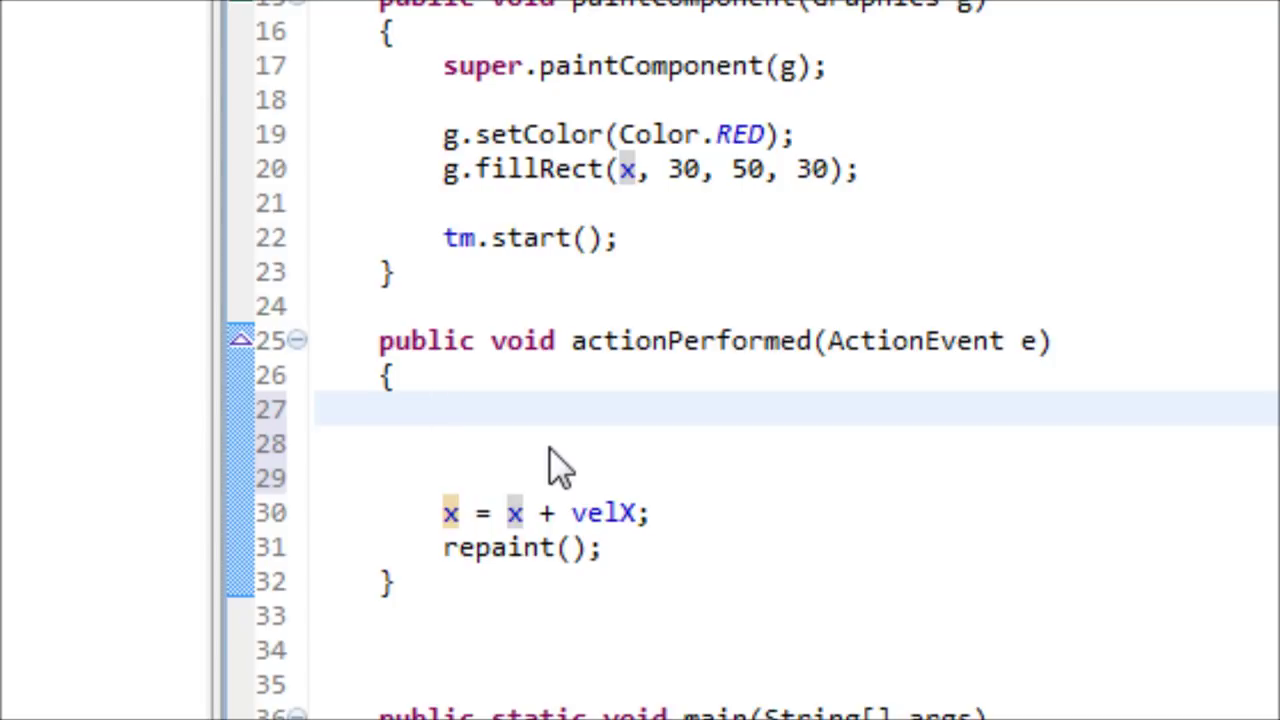 15 public void paintComponent(Graphics g)
16 {
17 super.paintComponent(g);
18
19 g.setColor(Color.RED);
20 g.fillRect(x, 30, 50, 30);
21
22 tm.start();
23 }
24
25 public void actionPerformed(ActionEvent e)
26 {
27
28
29
30 x = x + velX;
31 repaint();
32 }
33
34
35
36 public static void main(String[] args)